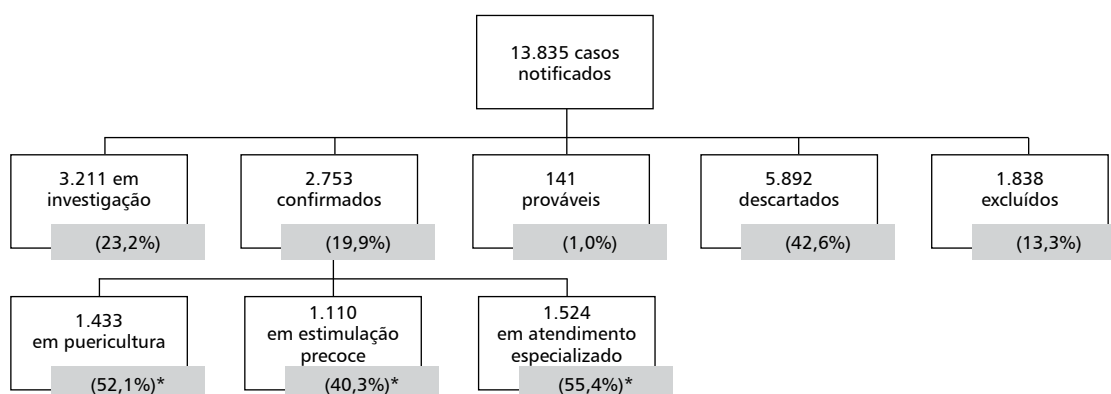 13.835 casos
notificados
3.211 em
investigação
(23,2%)
2.753
confirmados
(19,9%)
141
prováveis
(1,0%)
5.892
descartados
(42,6%)
1.838
excluídos
(13,3%)
1.433
em puericultura
(52,1%)*
1.110
em estimulação
precoce
(40,3%)*
1.524
em atendimento
especializado
(55,4%)*